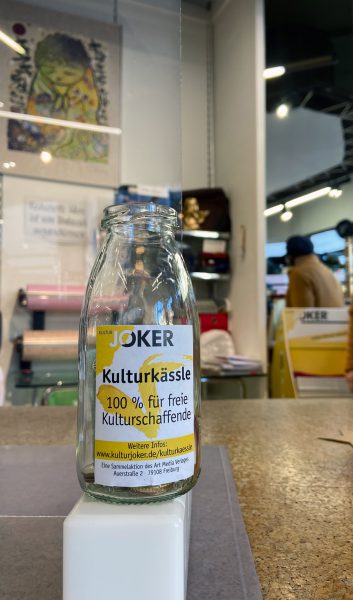 KULTUR
JOKER
Kulturkässle
100 % für freie
Kulturschaffende
Weitere Infos:
www.kulturjoker.de/kulturkaessle
Eine Sammelaktion des Art Media Verlages
Auerstraße 2 · 79108 Freiburg
JOKER